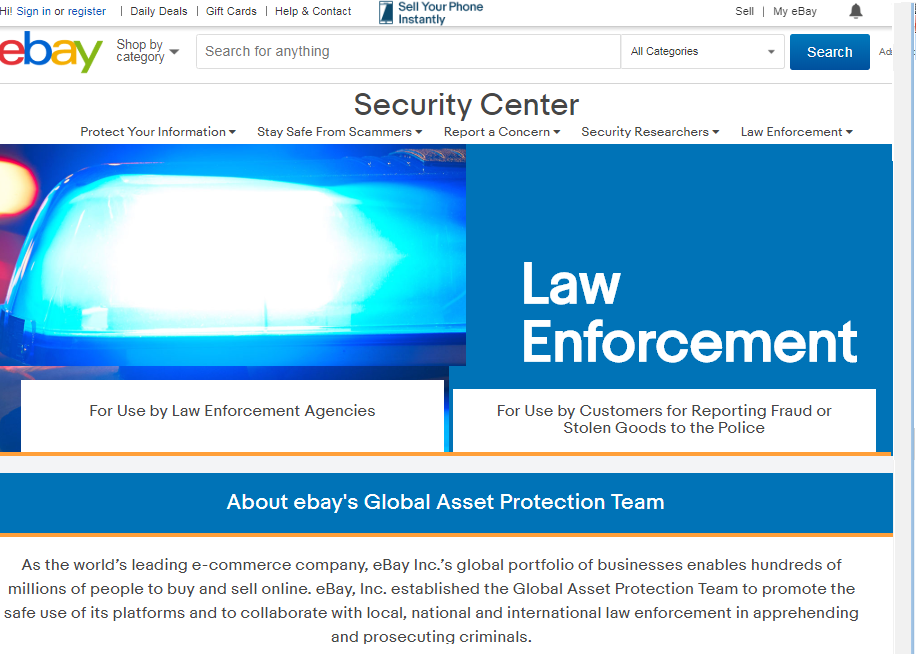 Hi! Sign in or register | Daily Deals | Gift Cards | Help & Contact
Sell Your Phone
Instantly
Sell | My eBay
ebay
Shop by
category
Search for anything
All Categories
Search
Security Center
Protect Your Information
Stay Safe From Scammers
Report a Concern
Security Researchers
Law Enforcement
Law
Enforcement
For Use by Law Enforcement Agencies
For Use by Customers for Reporting Fraud or
Stolen Goods to the Police
About ebay's Global Asset Protection Team
As the world's leading e-commerce company, eBay Inc.'s global portfolio of businesses enables hundreds of
millions of people to buy and sell online. eBay, Inc. established the Global Asset Protection Team to promote the
safe use of its platforms and to collaborate with local, national and international law enforcement in apprehending
and prosecuting criminals.